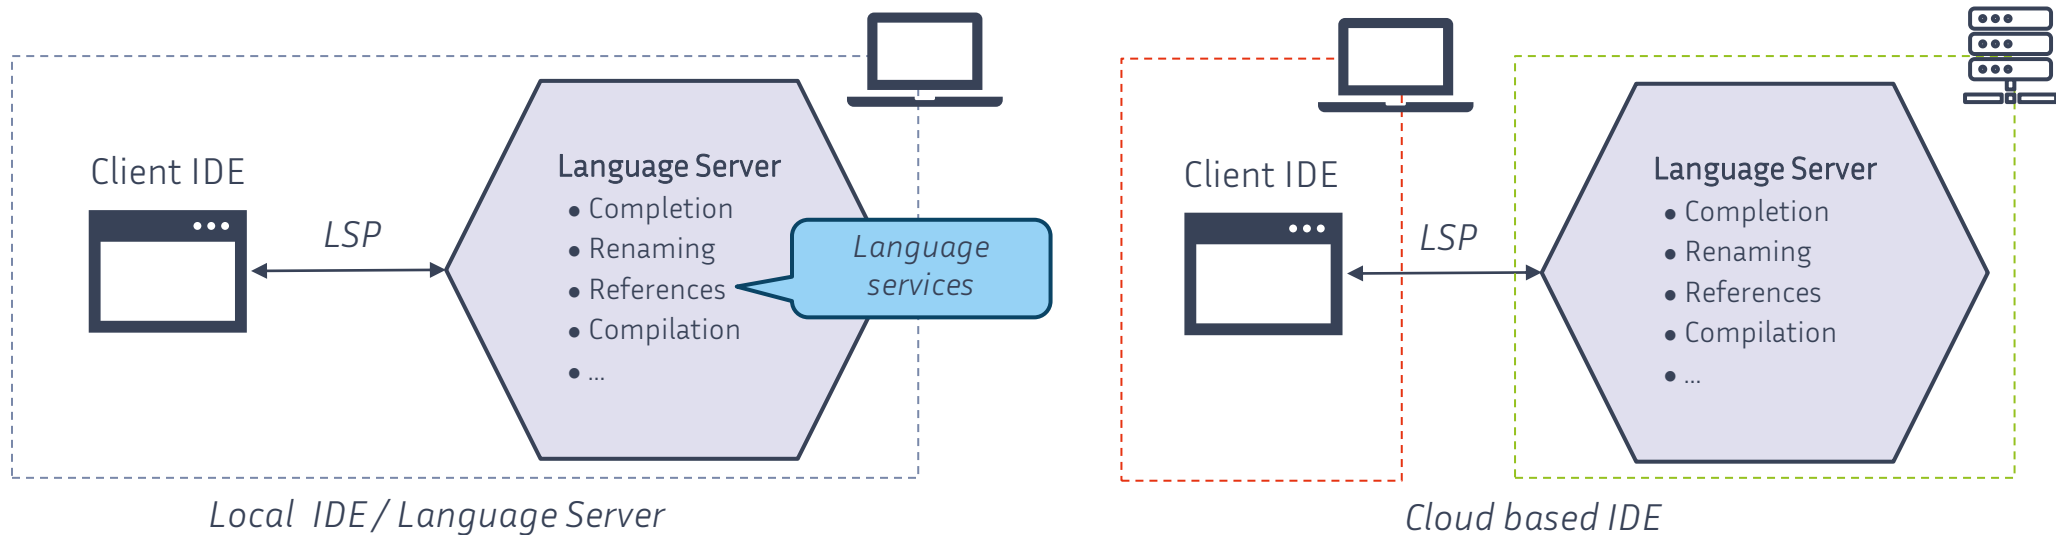 Client IDE
LSP
Language Server
• Completion
• Renaming
• References
• Compilation
• ...
Language
services
Local IDE / Language Server
Client IDE
LSP
Language Server
• Completion
• Renaming
• References
• Compilation
• ...
Cloud based IDE